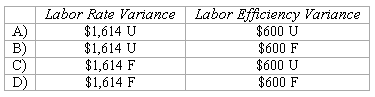 Labor Rate Variance Labor Efficiency Variance
A) $1,614 U $600 U
B) $1,614 U $600 F
C) $1,614 F $600 U
D) $1,614 F $600 F